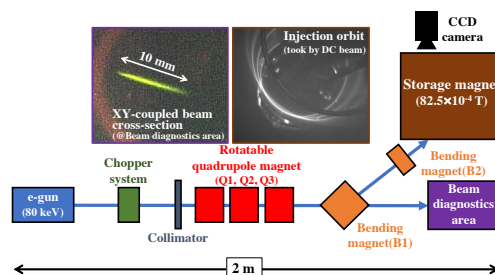 10 mm
XY-coupled beam
cross-section
(@Beam diagnostics area)
Injection orbit
(took by DC beam)
CCD
camera
Storage magnet
(82.5×10⁻⁴ T)
Rotatable
quadrupole magnet
(Q1, Q2, Q3)
Chopper
system
Bending
magnet(B2)
e-gun
(80 keV)
Beam
diagnostics
area
Collimator
Bending
magnet(B1)
2 m